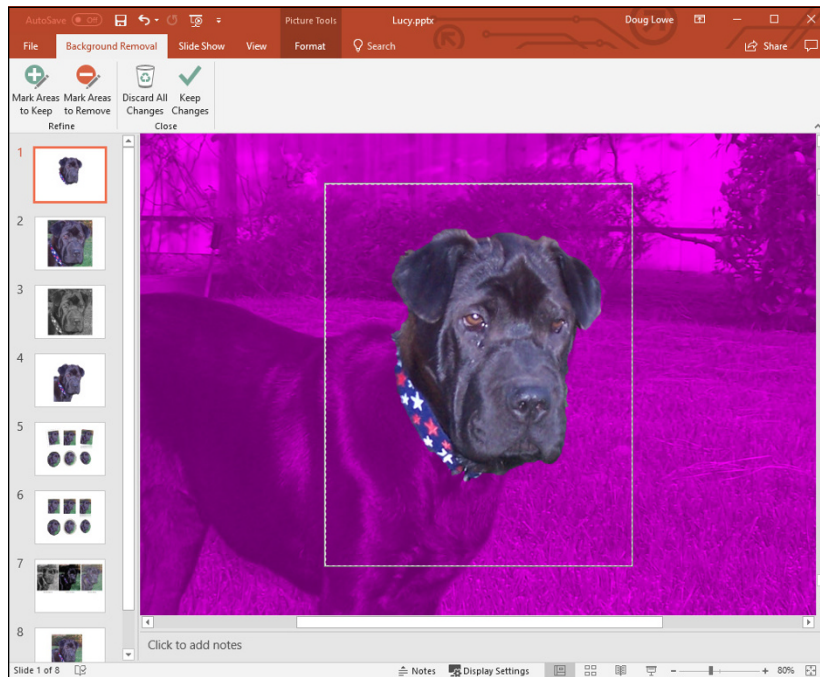 AutoSave Off Picture Tools Lucy.pptx Doug Lowe
File Background Removal Slide Show View Format Search Share
Mark Areas Mark Areas Discard All Keep
to Keep to Remove Changes Changes
Refine Close
1
2
3
4
5
6
7
8
Click to add notes
Slide 1 of 8 Notes Display Settings - + 80%